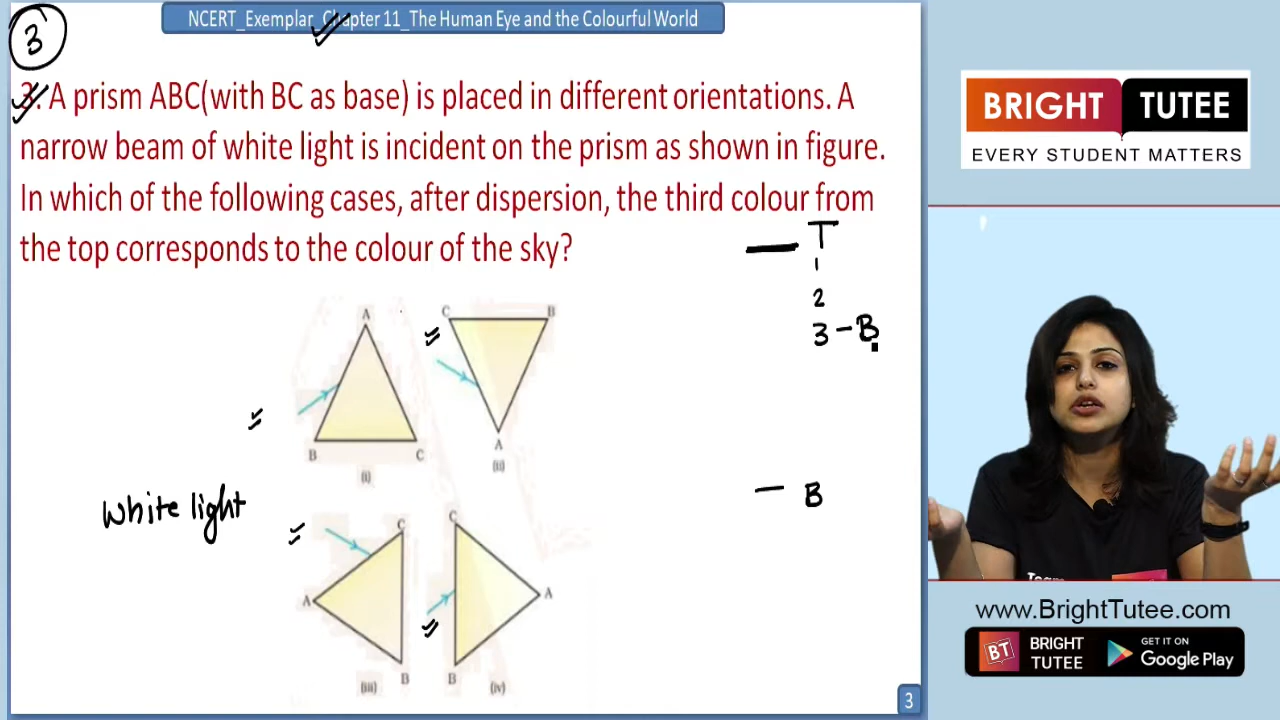 3
NCERT_Exemplar_Chapter 11_The Human Eye and the Colourful World
3. A prism ABC(with BC as base) is placed in different orientations. A
narrow beam of white light is incident on the prism as shown in figure.
In which of the following cases, after dispersion, the third colour from
the top corresponds to the colour of the sky?
T
1
2
3 - B
A
B
C
(i)
C
B
A
(ii)
White light
B
C
A
B
(iii)
C
A
B
(iv)
3
BRIGHT TUTEE
EVERY STUDENT MATTERS
Team
www.BrightTutee.com
BT
BRIGHT
TUTEE
GET IT ON
Google Play